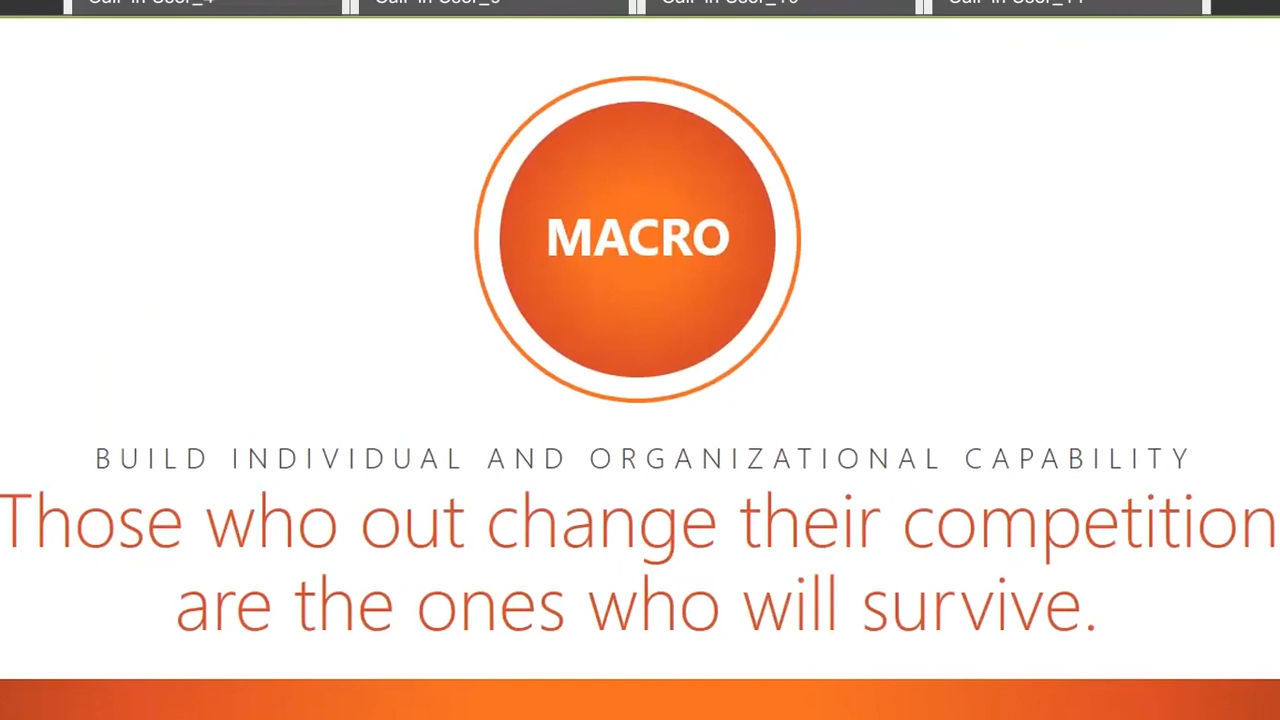 MACRO
BUILD INDIVIDUAL AND ORGANIZATIONAL CAPABILITY
Those who out change their competition
are the ones who will survive.